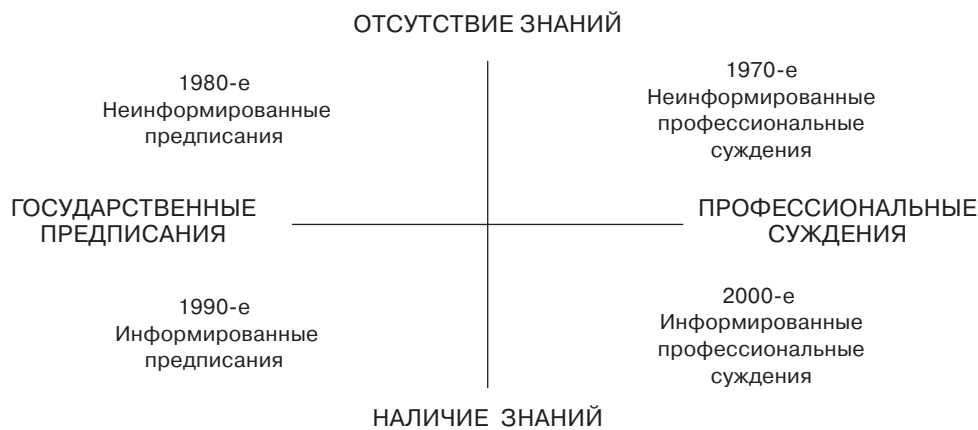 ОТСУТСТВИЕ ЗНАНИЙ
1980-е
Неинформированные
предписания
1970-е
Неинформированные
профессиональные
суждения
ГОСУДАРСТВЕННЫЕ
ПРЕДПИСАНИЯ
ПРОФЕССИОНАЛЬНЫЕ
СУЖДЕНИЯ
1990-е
Информированные
предписания
2000-е
Информированные
профессиональные
суждения
НАЛИЧИЕ ЗНАНИЙ